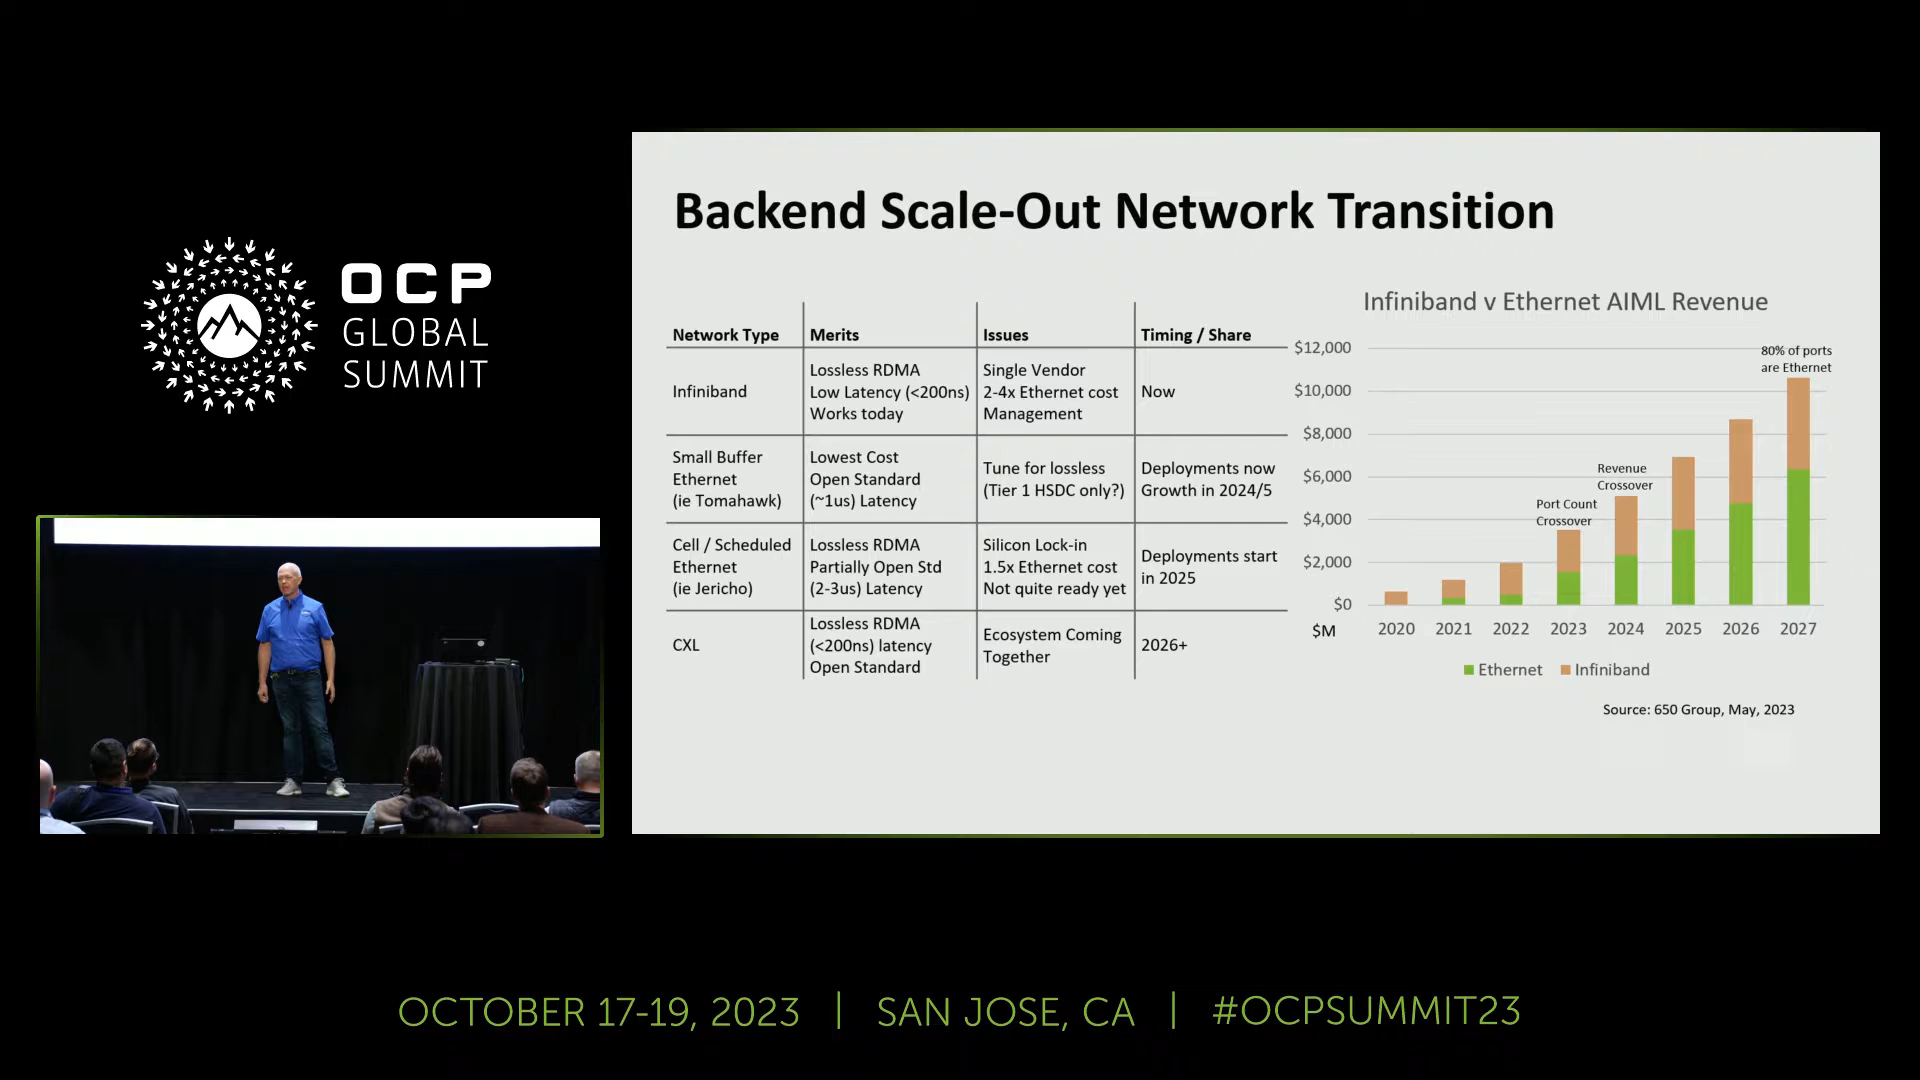 OCP
GLOBAL
SUMMIT
Backend Scale-Out Network Transition
Network Type
Merits
Issues
Timing / Share
Infiniband
Lossless RDMA
Low Latency (<200ns)
Works today
Single Vendor
2-4x Ethernet cost
Management
Now
Small Buffer
Ethernet
(ie Tomahawk)
Lowest Cost
Open Standard
(~1us) Latency
Tune for lossless
(Tier 1 HSDC only?)
Deployments now
Growth in 2024/5
Cell / Scheduled
Ethernet
(ie Jericho)
Lossless RDMA
Partially Open Std
(2-3us) Latency
Silicon Lock-in
1.5x Ethernet cost
Not quite ready yet
Deployments start
in 2025
CXL
Lossless RDMA
(<200ns) latency
Open Standard
Ecosystem Coming
Together
2026+
Infiniband v Ethernet AIML Revenue
$12,000
$10,000
$8,000
$6,000
$4,000
$2,000
$0
$M
80% of ports
are Ethernet
Revenue
Crossover
Port Count
Crossover
2020 2021 2022 2023 2024 2025 2026 2027
Ethernet Infiniband
Source: 650 Group, May, 2023
OCTOBER 17-19, 2023 | SAN JOSE, CA | #OCPSUMMIT23